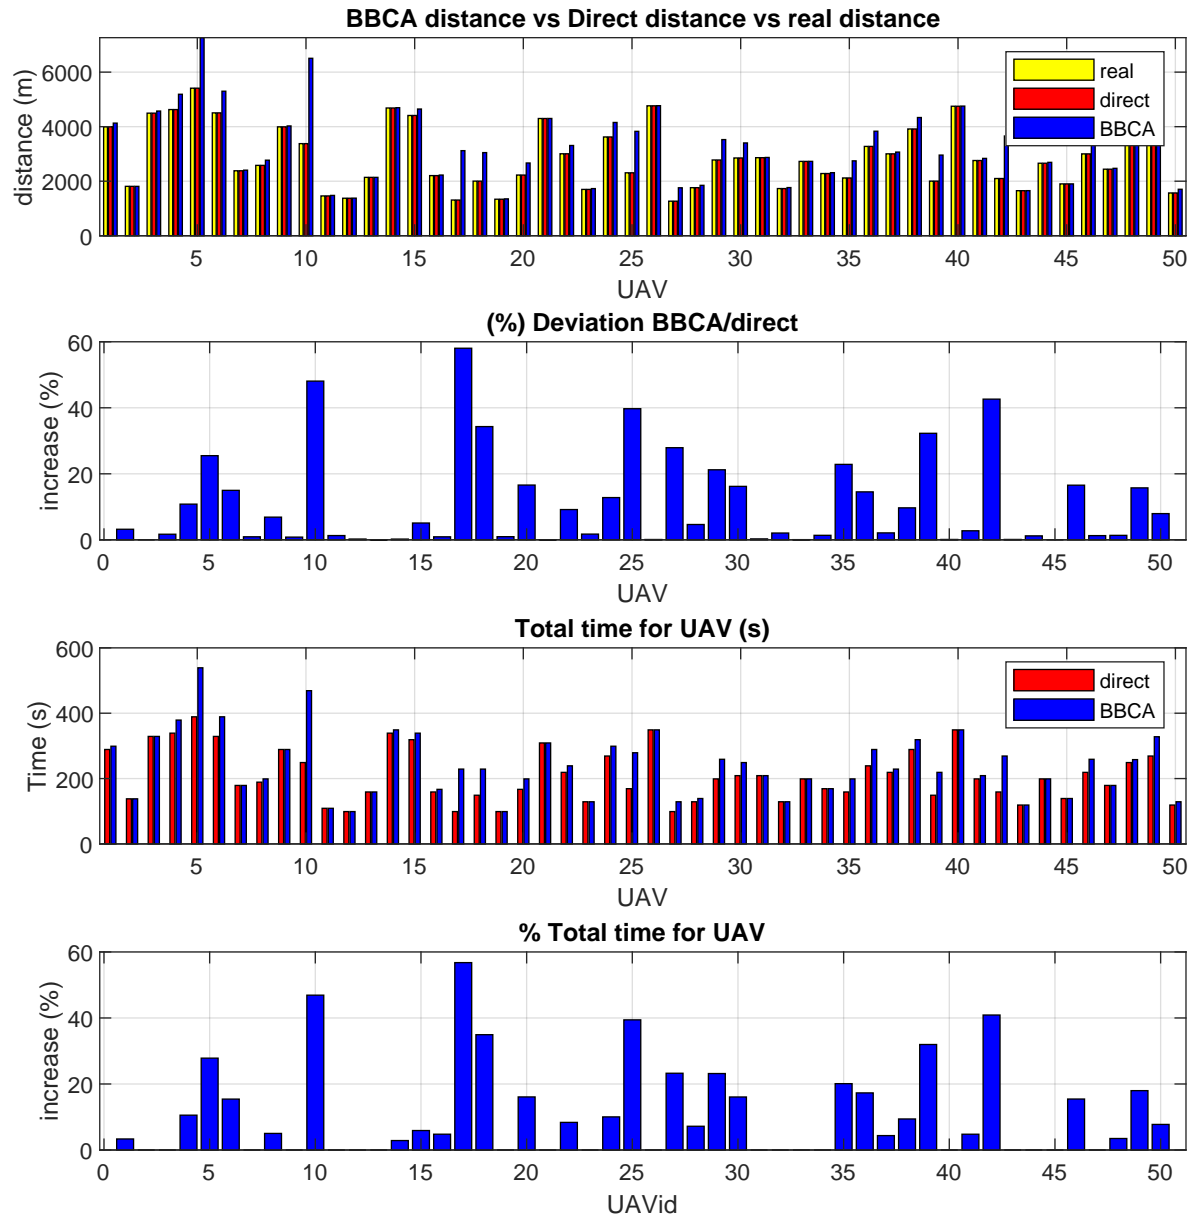 BBCA distance vs Direct distance vs real distance
distance (m)
6000
4000
2000
0
real
direct
BBCA
5 10 15 20 25 30 35 40 45 50
UAV
(%) Deviation BBCA/direct
increase (%)
60
40
20
0
0 5 10 15 20 25 30 35 40 45 50
UAV
Total time for UAV (s)
Time (s)
600
400
200
0
direct
BBCA
5 10 15 20 25 30 35 40 45 50
UAV
% Total time for UAV
increase (%)
60
40
20
0
0 5 10 15 20 25 30 35 40 45 50
UAVid